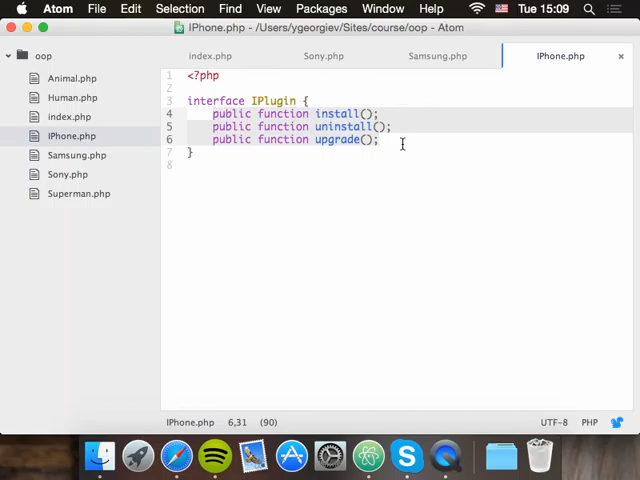 Atom File Edit Selection Find View Packages Window Help Tue 15:09
IPhone.php - /Users/ygeorgiev/Sites/course/oop - Atom
oop
Animal.php
Human.php
index.php
IPhone.php
Samsung.php
Sony.php
Superman.php
index.php Sony.php Samsung.php IPhone.php ×
1 <?php
2
3 interface IPlugin {
4 public function install();
5 public function uninstall();
6 public function upgrade();
7 }
8
IPhone.php 6,31 (90) UTF-8 PHP